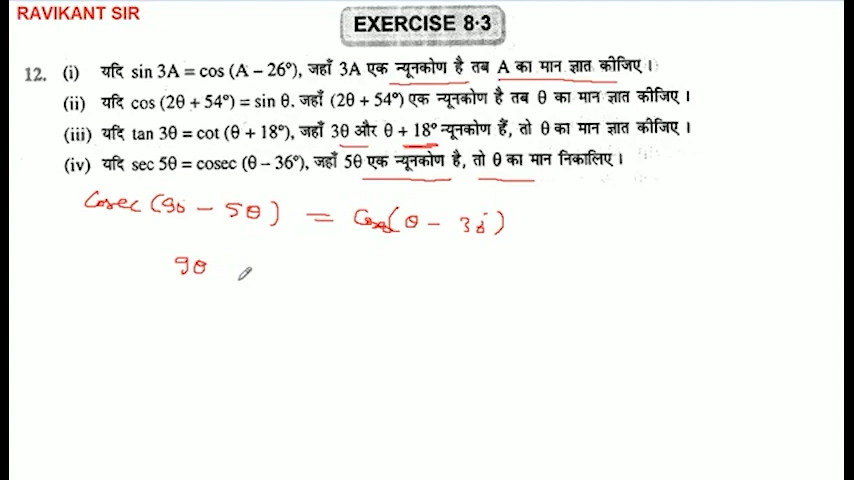 RAVIKANT SIR
EXERCISE 8·3
12. (i) यदि sin 3A = cos (A – 26°), जहाँ 3A एक न्यूनकोण है तब A का मान ज्ञात कीजिए।
(ii) यदि cos (2θ + 54°) = sin θ, जहाँ (2θ + 54°) एक न्यूनकोण है तब θ का मान ज्ञात कीजिए।
(iii) यदि tan 3θ = cot (θ + 18°), जहाँ 3θ और θ + 18° न्यूनकोण हैं, तो θ का मान ज्ञात कीजिए।
(iv) यदि sec 5θ = cosec (θ – 36°), जहाँ 5θ एक न्यूनकोण है, तो θ का मान निकालिए।
Cosec (90 – 5θ) = (θ – 36)
90